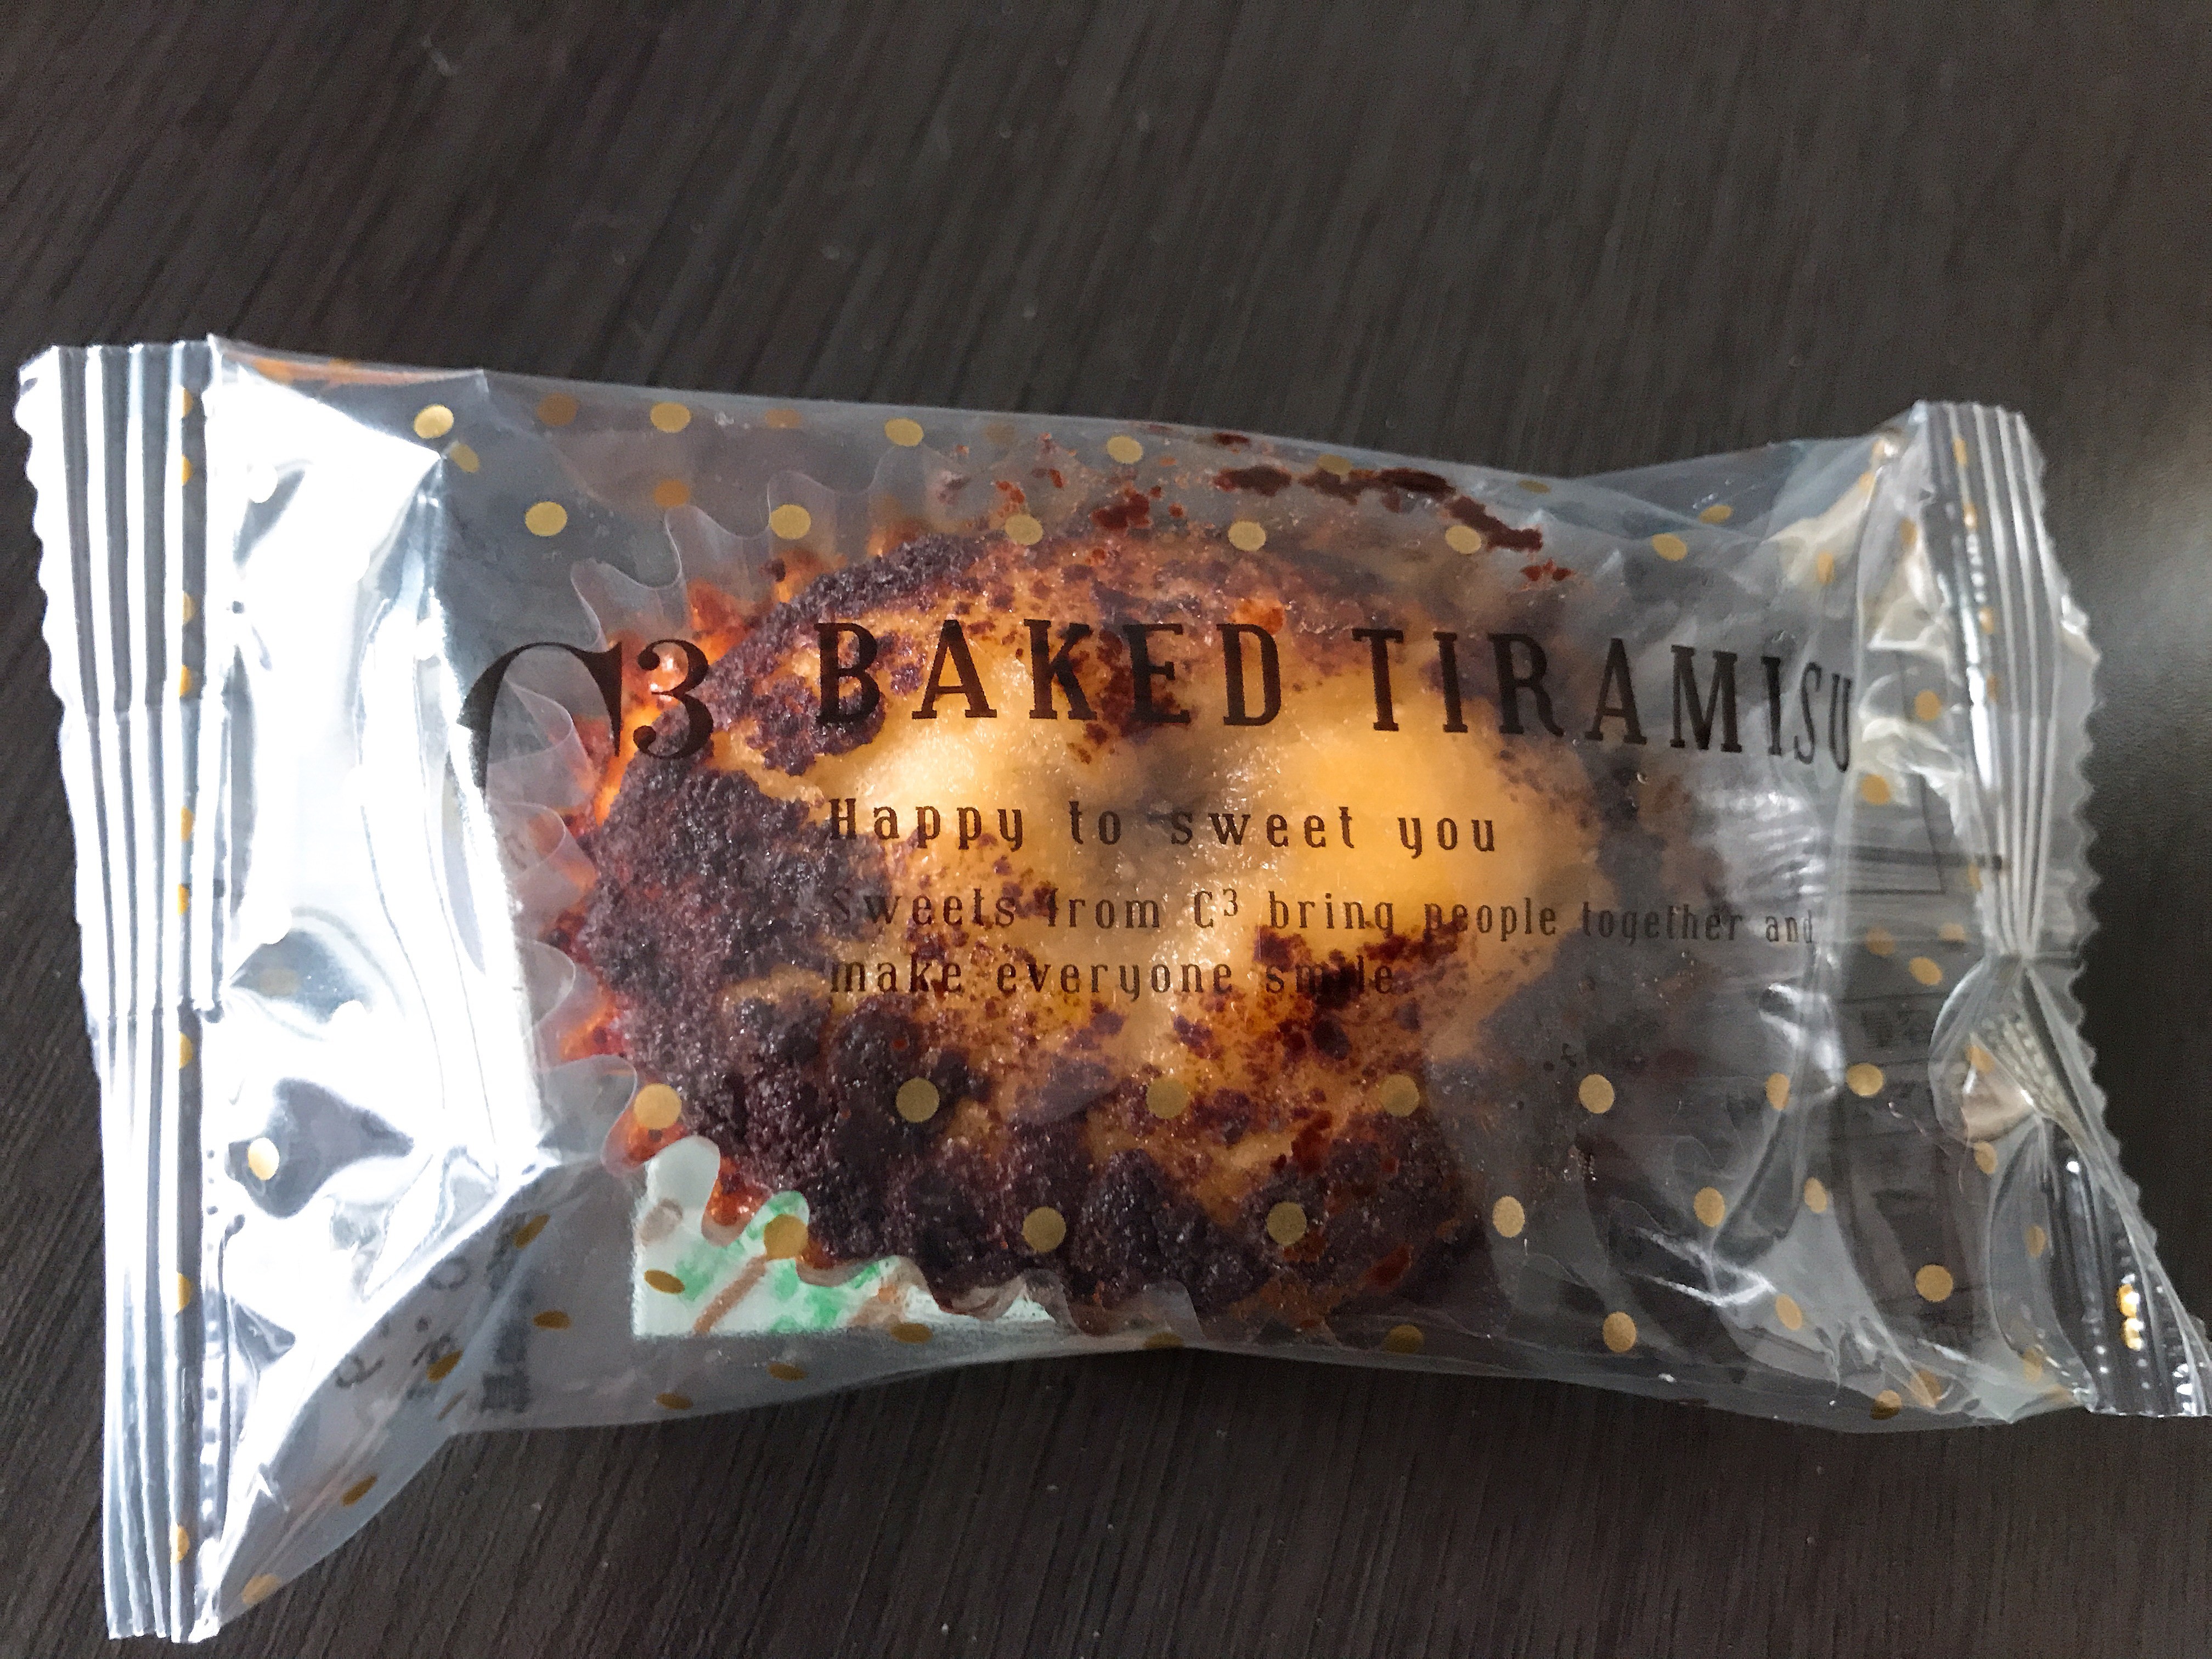 C3 BAKED TIRAMISU
Happy to sweet you
Sweets from C3 bring people together and
make everyone smile